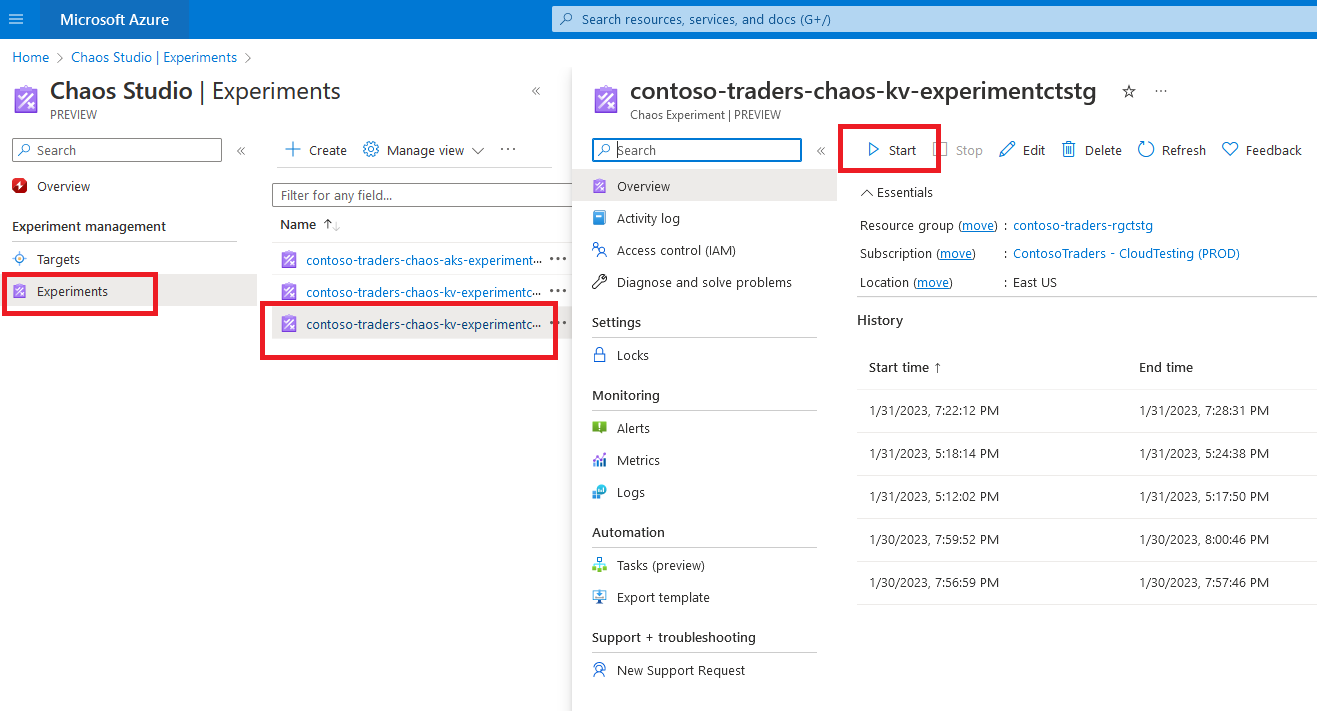 Microsoft Azure
Search resources, services, and docs (G+/)
Home > Chaos Studio | Experiments >
Chaos Studio | Experiments
PREVIEW
«
Search
«
Overview
Experiment management
Targets
Experiments
Create
Manage view
...
Filter for any field...
Name ↑↓
contoso-traders-chaos-aks-experiment... ...
contoso-traders-chaos-kv-experimentc... ...
contoso-traders-chaos-kv-experimentc... ...
contoso-traders-chaos-kv-experimentctstg ...
Chaos Experiment | PREVIEW
Search
«
Start
Stop
Edit
Delete
Refresh
Feedback
Overview
Activity log
Access control (IAM)
Diagnose and solve problems
Settings
Locks
Monitoring
Alerts
Metrics
Logs
Automation
Tasks (preview)
Export template
Support + troubleshooting
New Support Request
Essentials
Resource group (move) : contoso-traders-rgctstg
Subscription (move) : ContosoTraders - CloudTesting (PROD)
Location (move) : East US
History
Start time ↑ End time
1/31/2023, 7:22:12 PM 1/31/2023, 7:28:31 PM
1/31/2023, 5:18:14 PM 1/31/2023, 5:24:38 PM
1/31/2023, 5:12:02 PM 1/31/2023, 5:17:50 PM
1/30/2023, 7:59:52 PM 1/30/2023, 8:00:46 PM
1/30/2023, 7:56:59 PM 1/30/2023, 7:57:46 PM